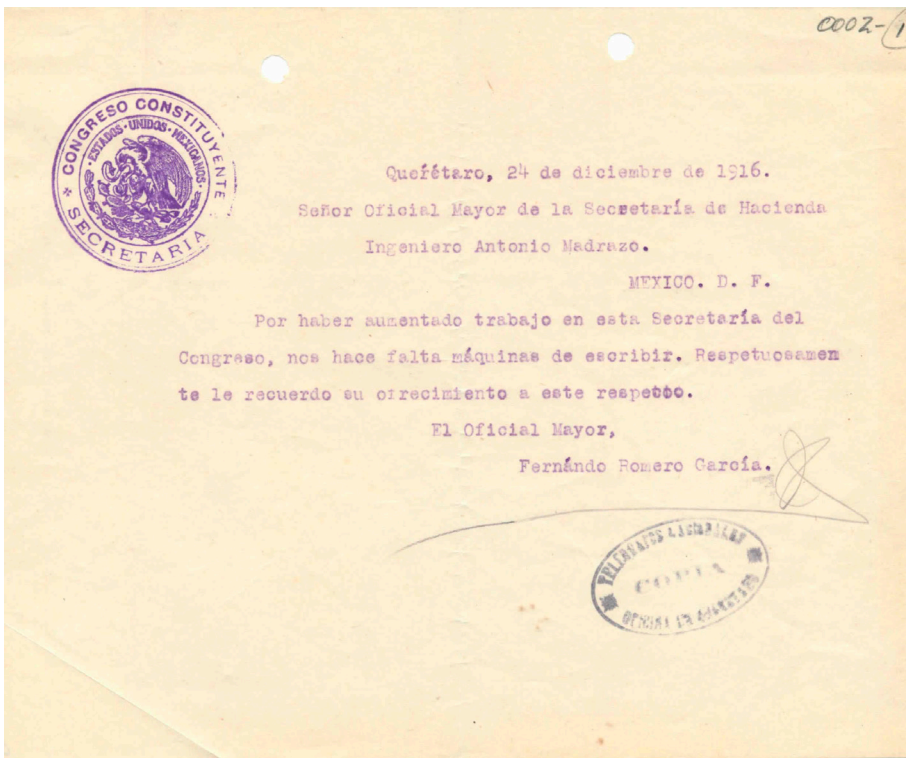 0002-(1
CONGRESO CONSTITUYENTE
ESTADOS · UNIDOS · MEXICANOS
SECRETARIA
Querétaro, 24 de diciembre de 1916.
Señor Oficial Mayor de la Secretaría de Hacienda
Ingeniero Antonio Madrazo.
MEXICO. D. F.
Por haber aumentado trabajo en esta Secretaría del
Congreso, nos hace falta máquinas de escribir. Respetuosamen
te le recuerdo su ofrecimiento a este respecto.
El Oficial Mayor,
Fernándo Romero García.
COPIA